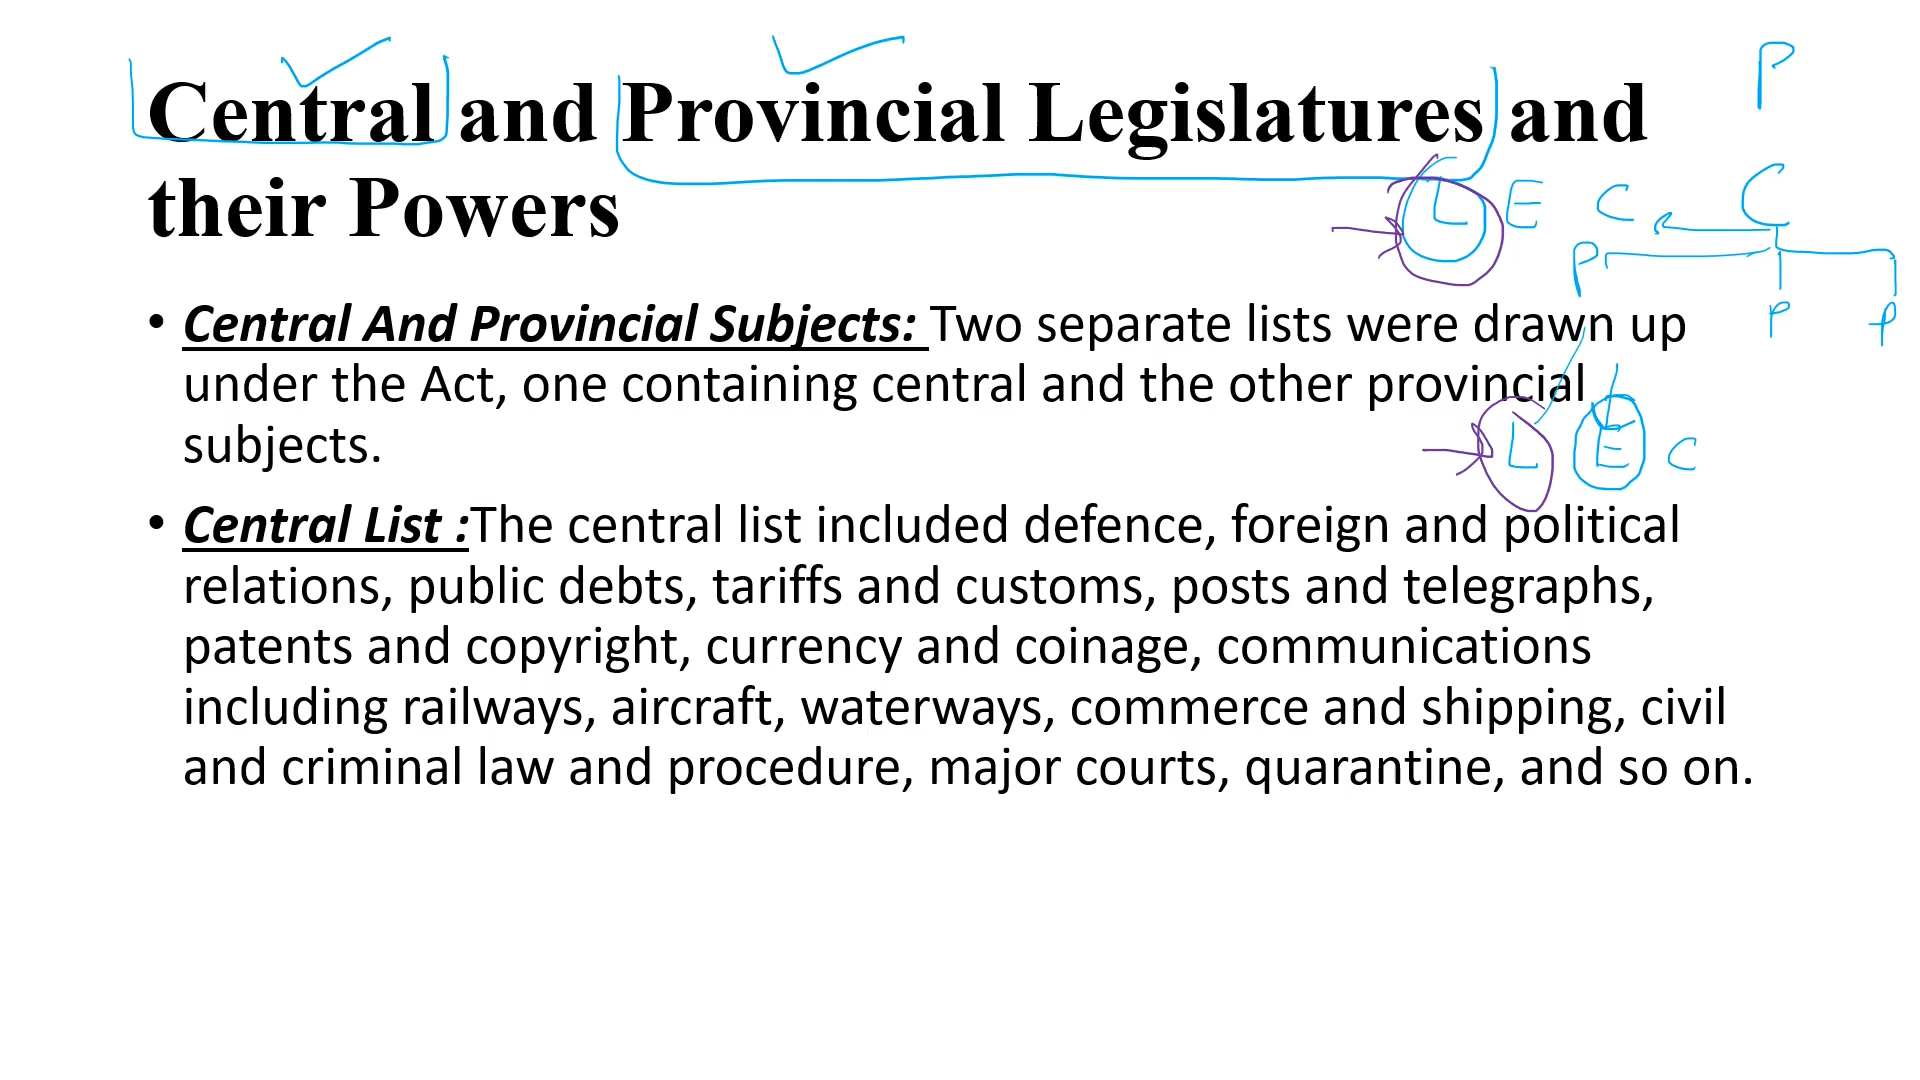 P
Central and Provincial Legislatures and
L E C C
their Powers
P
P P
• Central And Provincial Subjects: Two separate lists were drawn up
under the Act, one containing central and the other provincial
subjects.
L E C
• Central List :The central list included defence, foreign and political
relations, public debts, tariffs and customs, posts and telegraphs,
patents and copyright, currency and coinage, communications
including railways, aircraft, waterways, commerce and shipping, civil
and criminal law and procedure, major courts, quarantine, and so on.